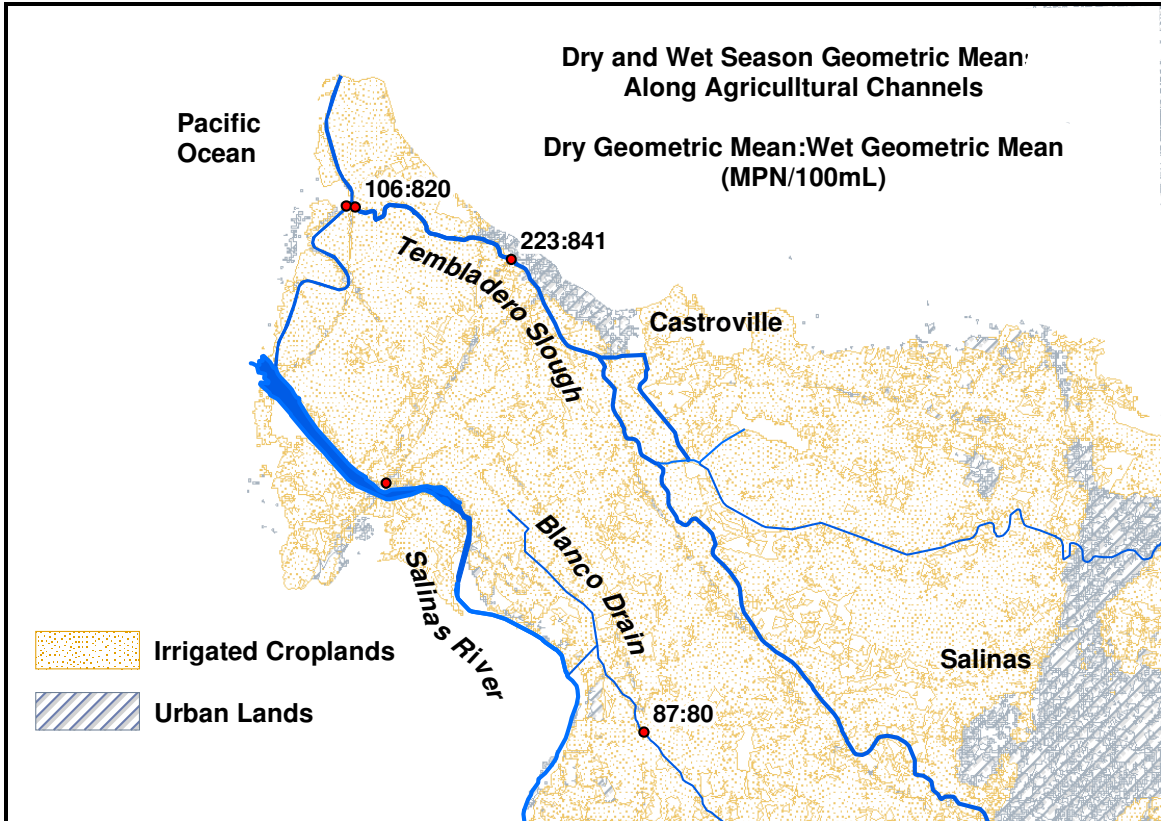 Dry and Wet Season Geometric Mean
Along Agricultural Channels
Dry Geometric Mean:Wet Geometric Mean
(MPN/100mL)
Pacific
Ocean
106:820
223:841
Tembladero Slough
Castroville
Blanco Drain
Salinas River
Salinas
87:80
Irrigated Croplands
Urban Lands